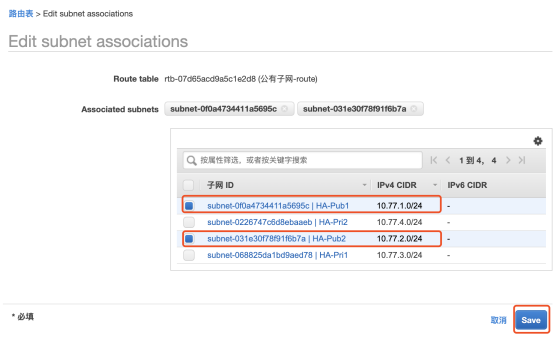 路由表 > Edit subnet associations
Edit subnet associations
Route table rtb-07d65acd9a5c1e2d8 (公有子网-route)
Associated subnets subnet-0f0a4734411a5695c subnet-031e30f78f91f6b7a
按属性筛选，或者按关键字搜索 1 到 4， 4
子网 ID IPv4 CIDR IPv6 CIDR
subnet-0f0a4734411a5695c | HA-Pub1 10.77.1.0/24 -
subnet-0226747c6d8ebaaeb | HA-Pri2 10.77.4.0/24 -
subnet-031e30f78f91f6b7a | HA-Pub2 10.77.2.0/24 -
subnet-068825da1bd9aed78 | HA-Pri1 10.77.3.0/24 -
* 必填
取消 Save